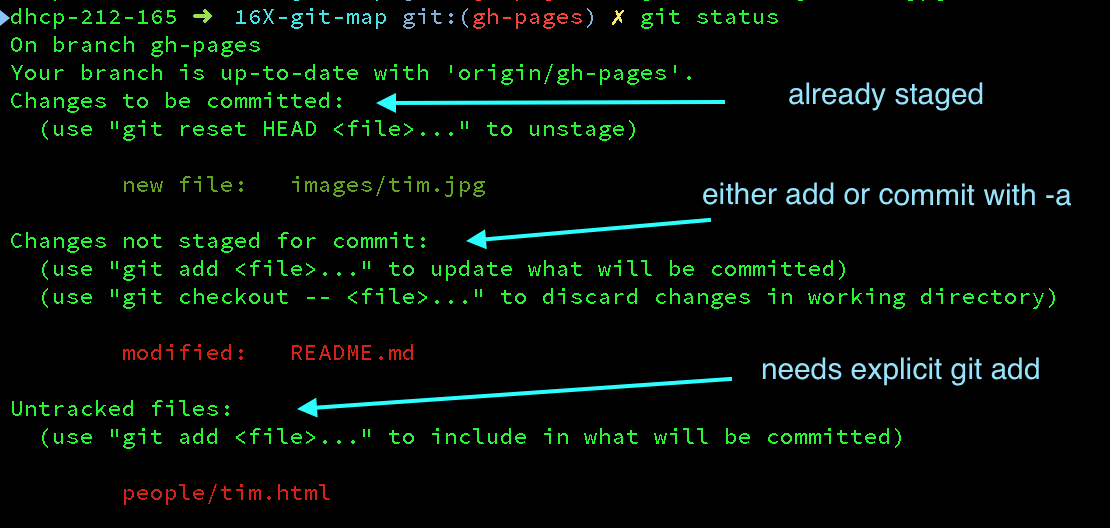 dhcp-212-165 ➜ 16X-git-map git:(gh-pages) ✗ git status
On branch gh-pages
Your branch is up-to-date with 'origin/gh-pages'.
Changes to be committed:
already staged
(use "git reset HEAD <file>..." to unstage)
new file: images/tim.jpg
either add or commit with -a
Changes not staged for commit:
(use "git add <file>..." to update what will be committed)
(use "git checkout -- <file>..." to discard changes in working directory)
modified: README.md
needs explicit git add
Untracked files:
(use "git add <file>..." to include in what will be committed)
people/tim.html